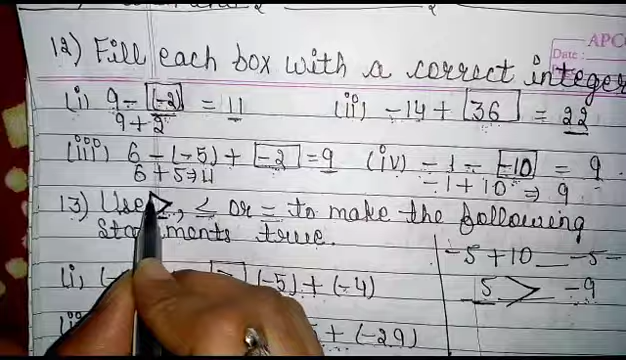 APC
Date :
12) Fill each box with a correct integer
(i) 9 - (-2) = 11 (ii) -14 + 36 = 22
9 + 2
(iii) 6 - (-5) + -2 = 9 (iv) -1 - -10 = 9
6 + 5 → 11 -1 + 10 ⇒ 9
13) Use >, < or = to make the following
statements true.
-5 + 10 -5 -
(i) (-5) + (-4)
5 > -9
+ (-29)